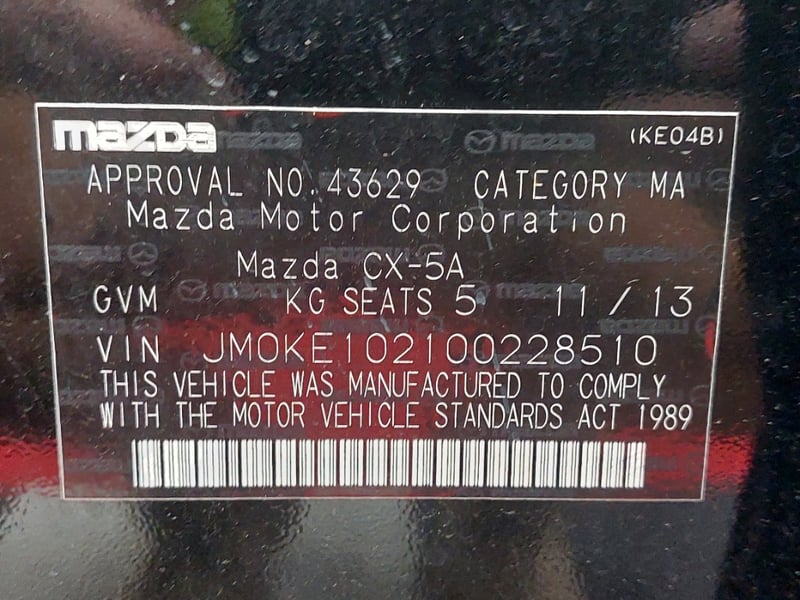 mazda (KE04B)
APPROVAL NO. 43629 CATEGORY MA
Mazda Motor Corporation
Mazda CX-5A
GVM KG SEATS 5 11/13
VIN JM0KE102100228510
THIS VEHICLE WAS MANUFACTURED TO COMPLY
WITH THE MOTOR VEHICLE STANDARDS ACT 1989